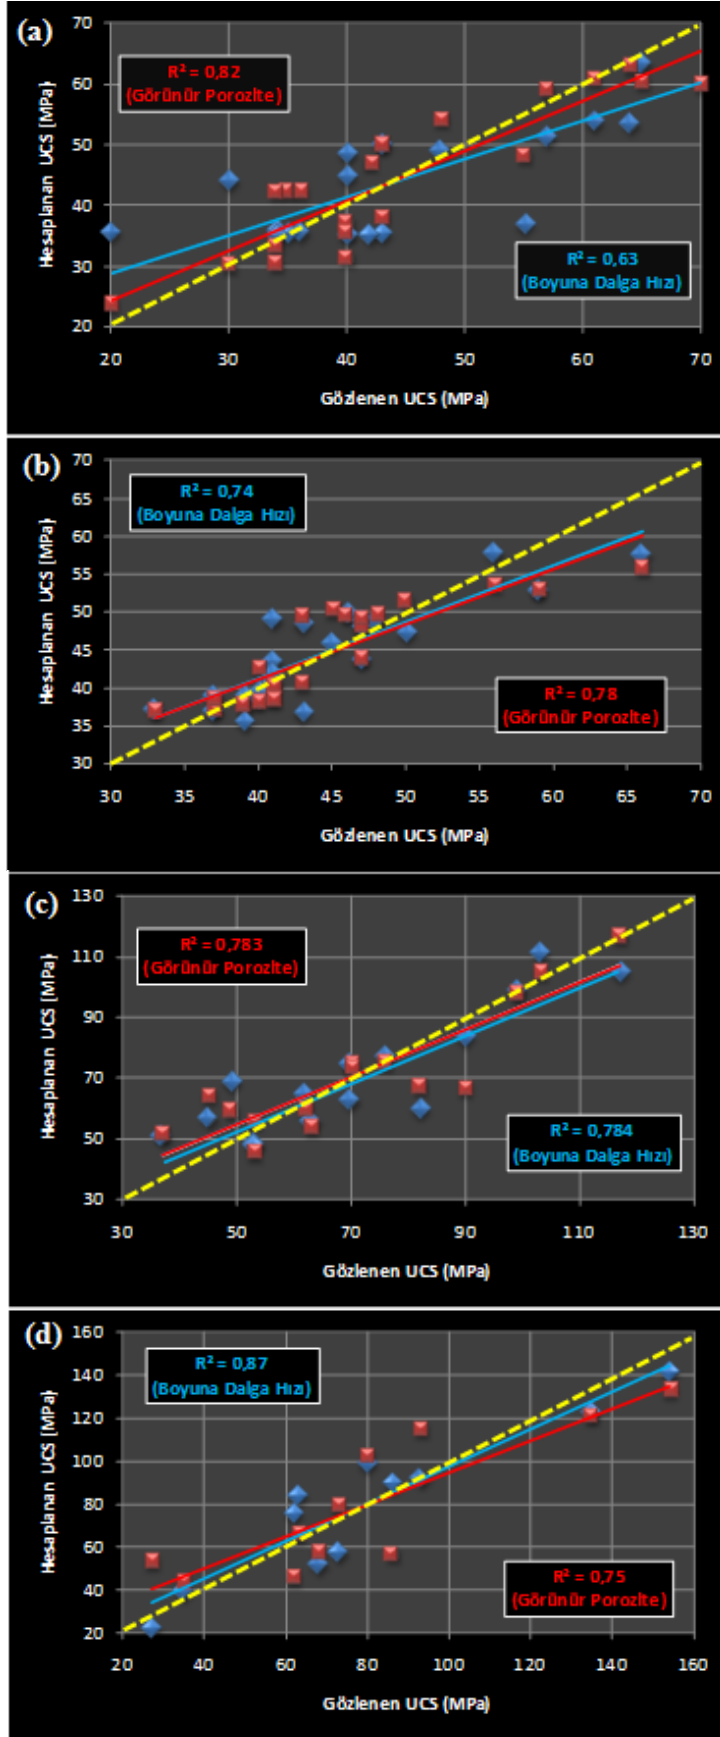 (a)
70
60
50
40
30
20
Hesaplanan UCS (MPa)
R² = 0,82
(Görünür Porozite)
R² = 0,63
(Boyuna Dalga Hızı)
20 30 40 50 60 70
Gözlenen UCS (MPa)
(b)
70
65
60
55
50
45
40
35
30
Hesaplanan UCS (MPa)
R² = 0,74
(Boyuna Dalga Hızı)
R² = 0,78
(Görünür Porozite)
30 35 40 45 50 55 60 65 70
Gözlenen UCS (MPa)
(c)
130
110
90
70
50
30
Hesaplanan UCS (MPa)
R² = 0,783
(Görünür Porozite)
R² = 0,784
(Boyuna Dalga Hızı)
30 50 70 90 110 130
Gözlenen UCS (MPa)
(d)
160
140
120
100
80
60
40
20
Hesaplanan UCS (MPa)
R² = 0,87
(Boyuna Dalga Hızı)
R² = 0,75
(Görünür Porozite)
20 40 60 80 100 120 140 160
Gözlenen UCS (MPa)